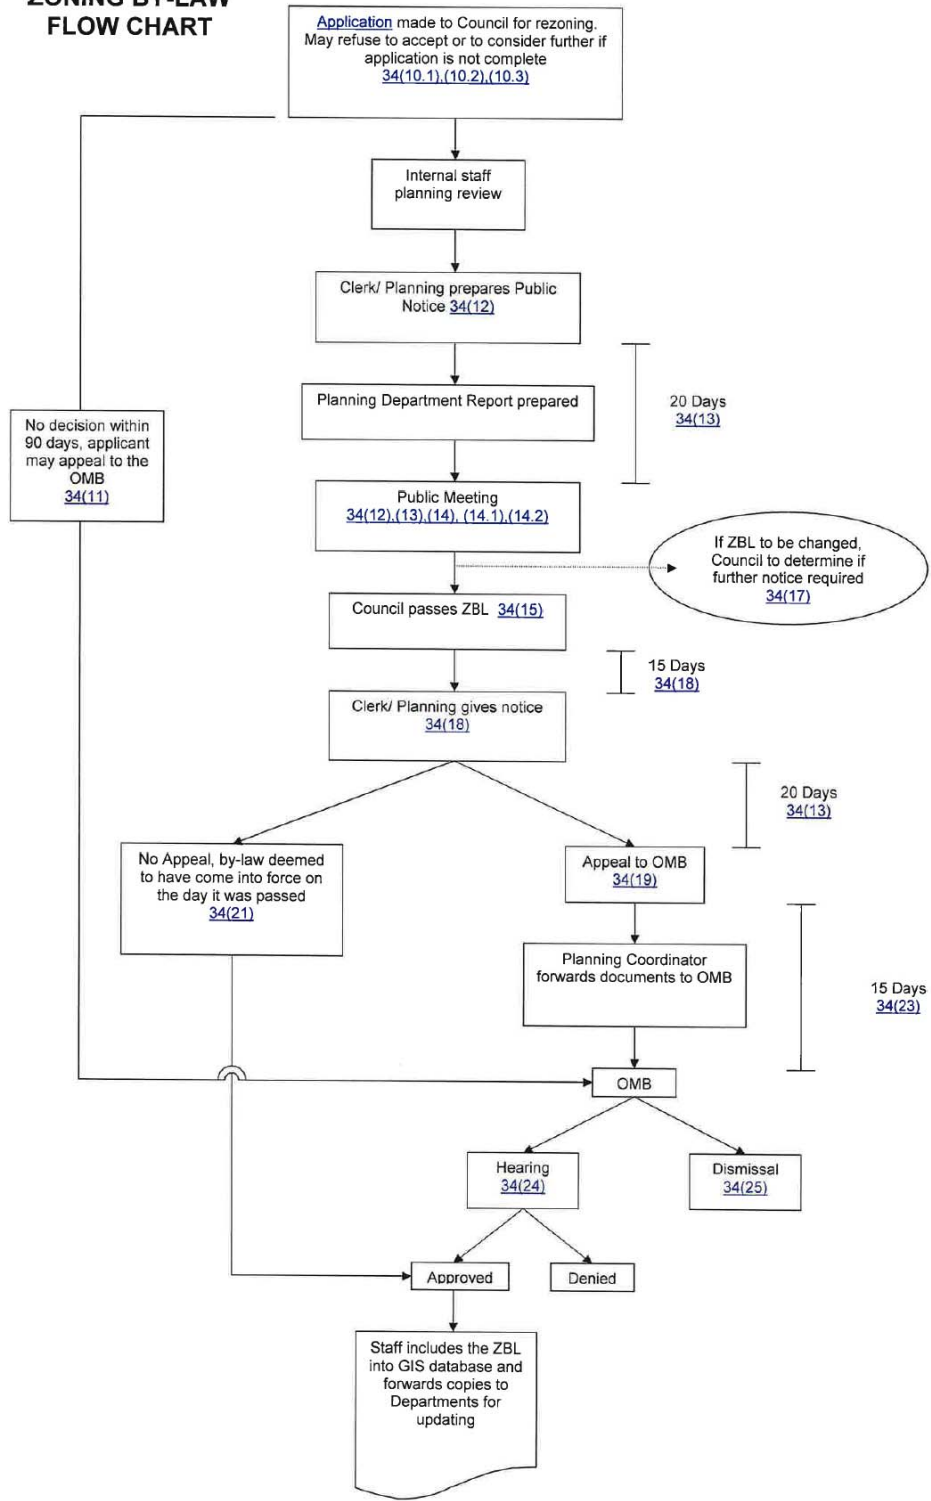 ZONING BY-LAW
FLOW CHART
Application made to Council for rezoning.
May refuse to accept or to consider further if
application is not complete
34(10.1),(10.2),(10.3)
Internal staff
planning review
Clerk/ Planning prepares Public
Notice 34(12)
Planning Department Report prepared
20 Days
34(13)
No decision within
90 days, applicant
may appeal to the
OMB
34(11)
Public Meeting
34(12),(13),(14), (14.1),(14.2)
If ZBL to be changed,
Council to determine if
further notice required
34(17)
Council passes ZBL 34(15)
15 Days
34(18)
Clerk/ Planning gives notice
34(18)
20 Days
34(13)
No Appeal, by-law deemed
to have come into force on
the day it was passed
34(21)
Appeal to OMB
34(19)
Planning Coordinator
forwards documents to OMB
15 Days
34(23)
OMB
Hearing
34(24)
Dismissal
34(25)
Approved
Denied
Staff includes the ZBL
into GIS database and
forwards copies to
Departments for
updating